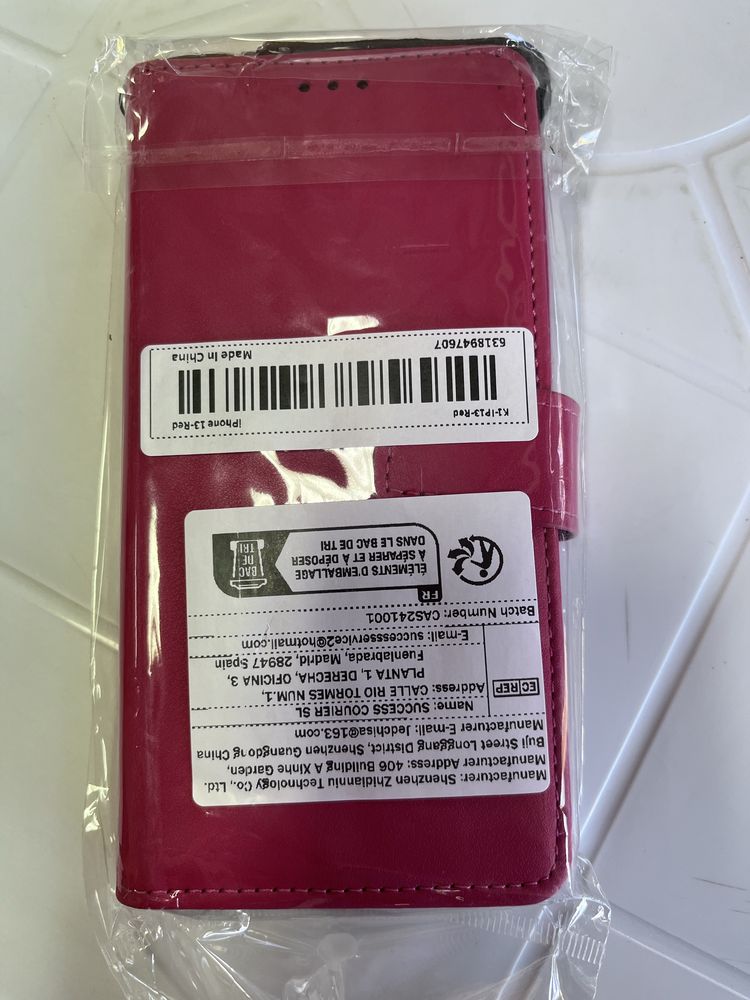 Manufacturer: Shenzhen Zhidianniu Technology Co., Ltd.
Manufacturer Address: 406 Building A Xinhe Garden,
Buji Street Longgang District, Shenzhen Guangdong China
Manufacturer E-mail: Jedchisa@163.com
EC REP
Name: SUCCESS COURIER SL
Address: CALLE RIO TORMES NUM.1,
PLANTA 1, DERECHA, OFICINA 3,
Fuenlabrada, Madrid, 28947 Spain
E-mail: successservice2@hotmail.com
Batch Number: CAS241001
FR
ÉLÉMENTS D'EMBALLAGE
À SÉPARER ET À DÉPOSER
DANS LE BAC DE TRI
BAC
DE
TRI
K1-IP13-Red
iPhone 13-Red
6318947607
Made In China